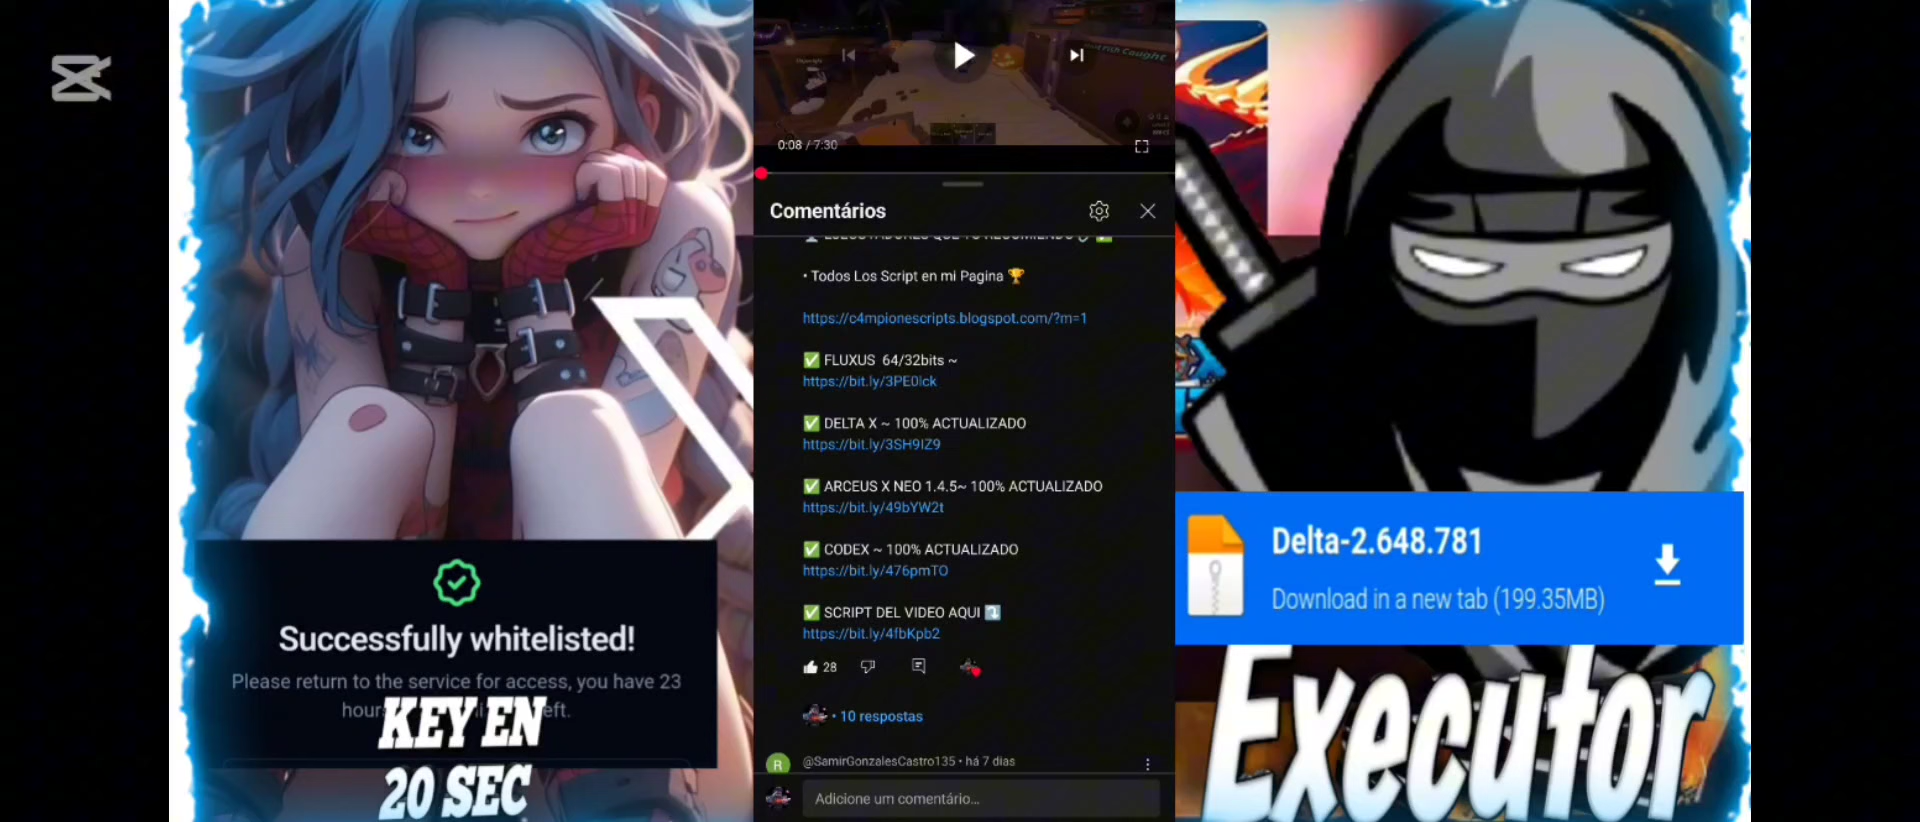 Fish Caught
0:08 / 7:30
Comentários
• Todos Los Script en mi Pagina 🏆
https://c4mpionescripts.blogspot.com/?m=1
✅ FLUXUS 64/32bits ~
https://bit.ly/3PE0lck
✅ DELTA X ~ 100% ACTUALIZADO
https://bit.ly/3SH9IZ9
✅ ARCEUS X NEO 1.4.5~ 100% ACTUALIZADO
https://bit.ly/49bYW2t
✅ CODEX ~ 100% ACTUALIZADO
https://bit.ly/476pmTO
✅ SCRIPT DEL VIDEO AQUI ⤵️
https://bit.ly/4fbKpb2
28
• 10 respostas
R
@SamirGonzalesCastro135 • há 7 dias
Adicione um comentário...
Successfully whitelisted!
Please return to the service for access, you have 23
hours left.
KEY EN
20 SEC
Delta-2.648.781
Download in a new tab (199.35MB)
Executor